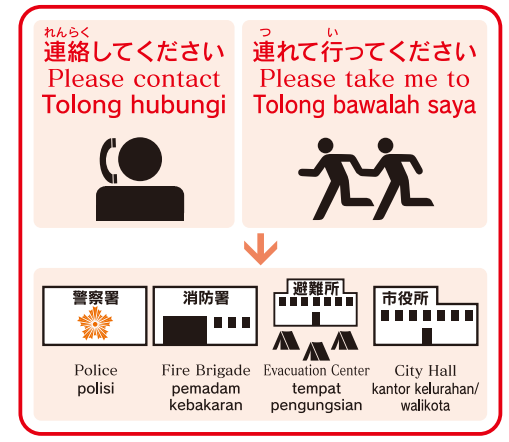 れんらく
連絡してください
Please contact
Tolong hubungi
つ い
連れて行ってください
Please take me to
Tolong bawalah saya
警察署
Police
polisi
消防署
Fire Brigade
pemadam
kebakaran
避難所
Evacuation Center
tempat
pengungsian
市役所
City Hall
kantor kelurahan/
walikota